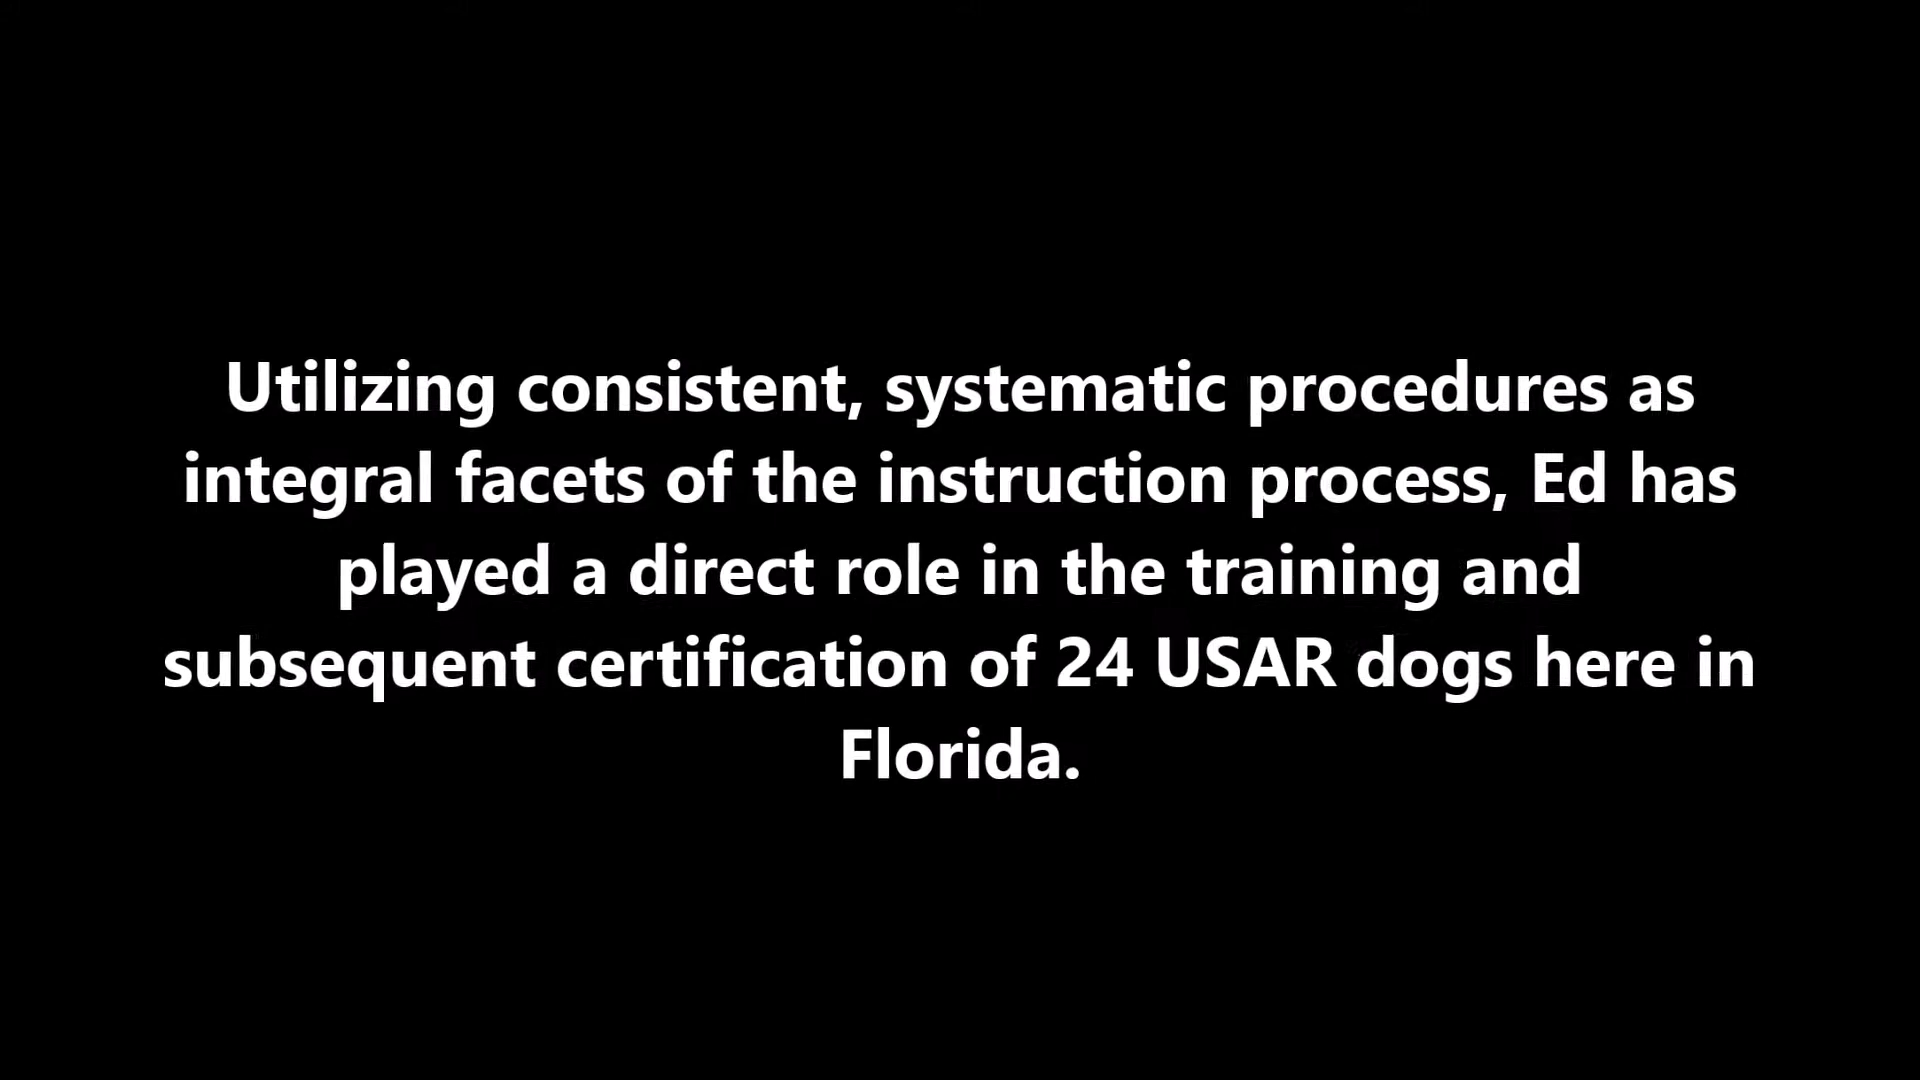 Utilizing consistent, systematic procedures as
integral facets of the instruction process, Ed has
played a direct role in the training and
subsequent certification of 24 USAR dogs here in
Florida.